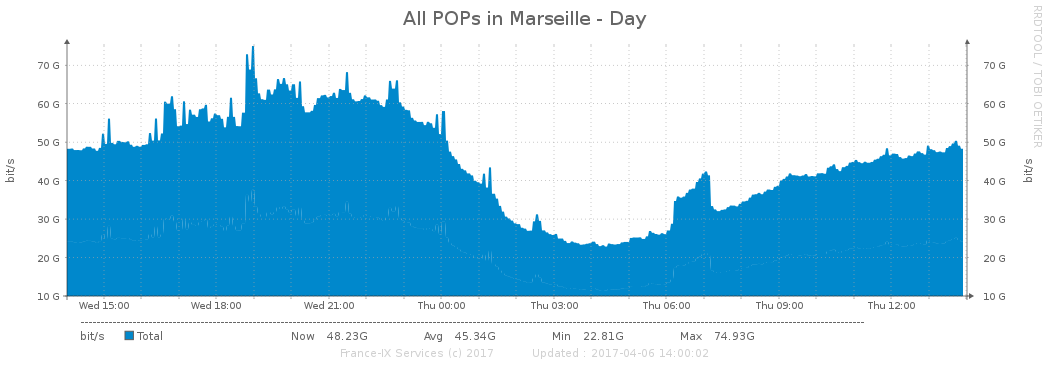 All POPs in Marseille - Day
RRDTOOL / TOBI OETIKER
bit/s
bit/s
70 G 70 G
60 G 60 G
50 G 50 G
40 G 40 G
30 G 30 G
20 G 20 G
10 G 10 G
Wed 15:00 Wed 18:00 Wed 21:00 Thu 00:00 Thu 03:00 Thu 06:00 Thu 09:00 Thu 12:00
bit/s Total Now 48.23G Avg 45.34G Min 22.81G Max 74.93G
France-IX Services (c) 2017 Updated : 2017-04-06 14:00:02